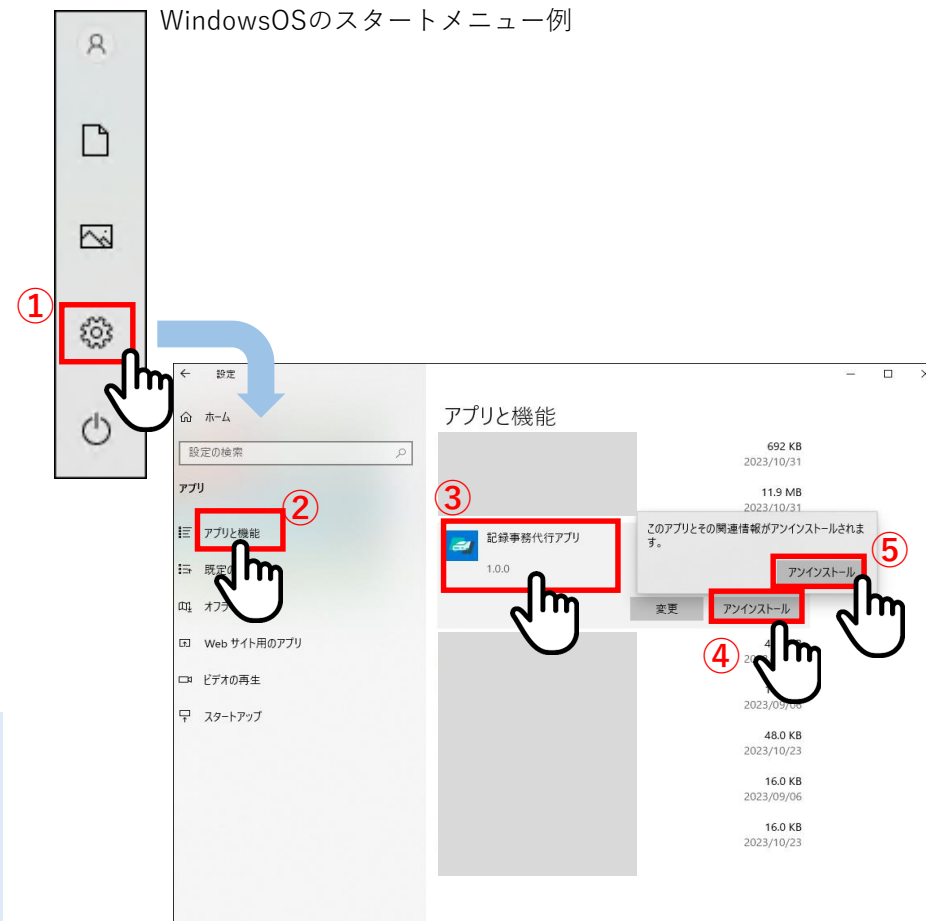 WindowsOSのスタートメニュー例
①
設定
ホーム
設定の検索
アプリ
②
アプリと機能
既定の
オフラ
Web サイト用のアプリ
ビデオの再生
スタートアップ
アプリと機能
692 KB
2023/10/31
11.9 MB
2023/10/31
③
記録事務代行アプリ
1.0.0
このアプリとその関連情報がアンインストールされま
す。
⑤
アンインストール
変更
アンインストール
④
2023/09/06
48.0 KB
2023/10/23
16.0 KB
2023/09/06
16.0 KB
2023/10/23